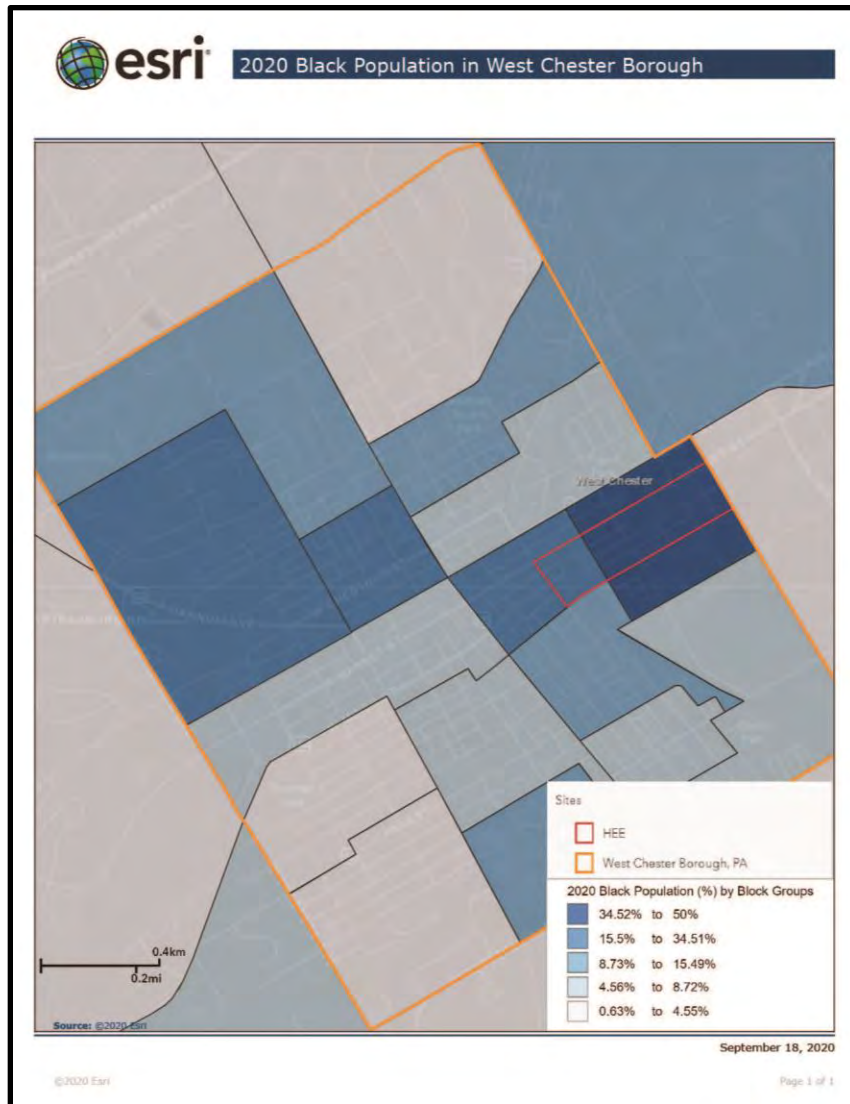 esri
2020 Black Population in West Chester Borough
West Chester
Sites
HEE
West Chester Borough, PA
2020 Black Population (%) by Block Groups
34.52% to 50%
15.5% to 34.51%
8.73% to 15.49%
4.56% to 8.72%
0.63% to 4.55%
0.4km
0.2mi
Source: ©2020 Esri
September 18, 2020
©2020 Esri
Page 1 of 1